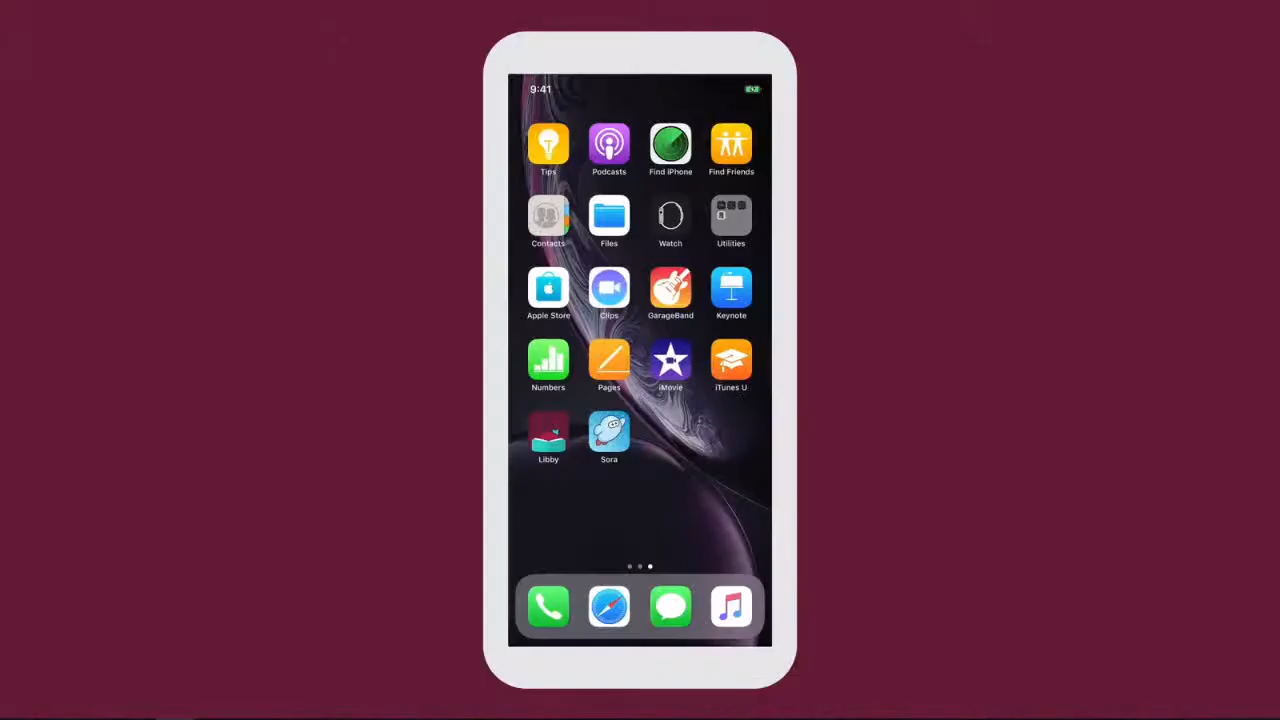 9:41
Tips Podcasts Find iPhone Find Friends
Contacts Files Watch Utilities
Apple Store Clips GarageBand Keynote
Numbers Pages iMovie iTunes U
Libby Sora